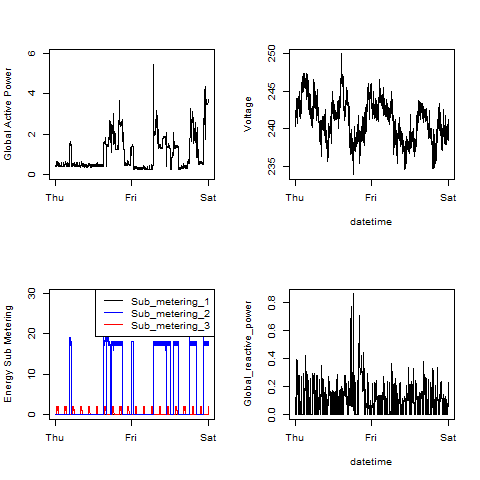 Global Active Power
0 2 4 6
Thu Fri Sat
Voltage
235 240 245 250
Thu Fri Sat
datetime
Energy Sub Metering
0 10 20 30
Sub_metering_1
Sub_metering_2
Sub_metering_3
Thu Fri Sat
Global_reactive_power
0.0 0.2 0.4 0.6 0.8
Thu Fri Sat
datetime